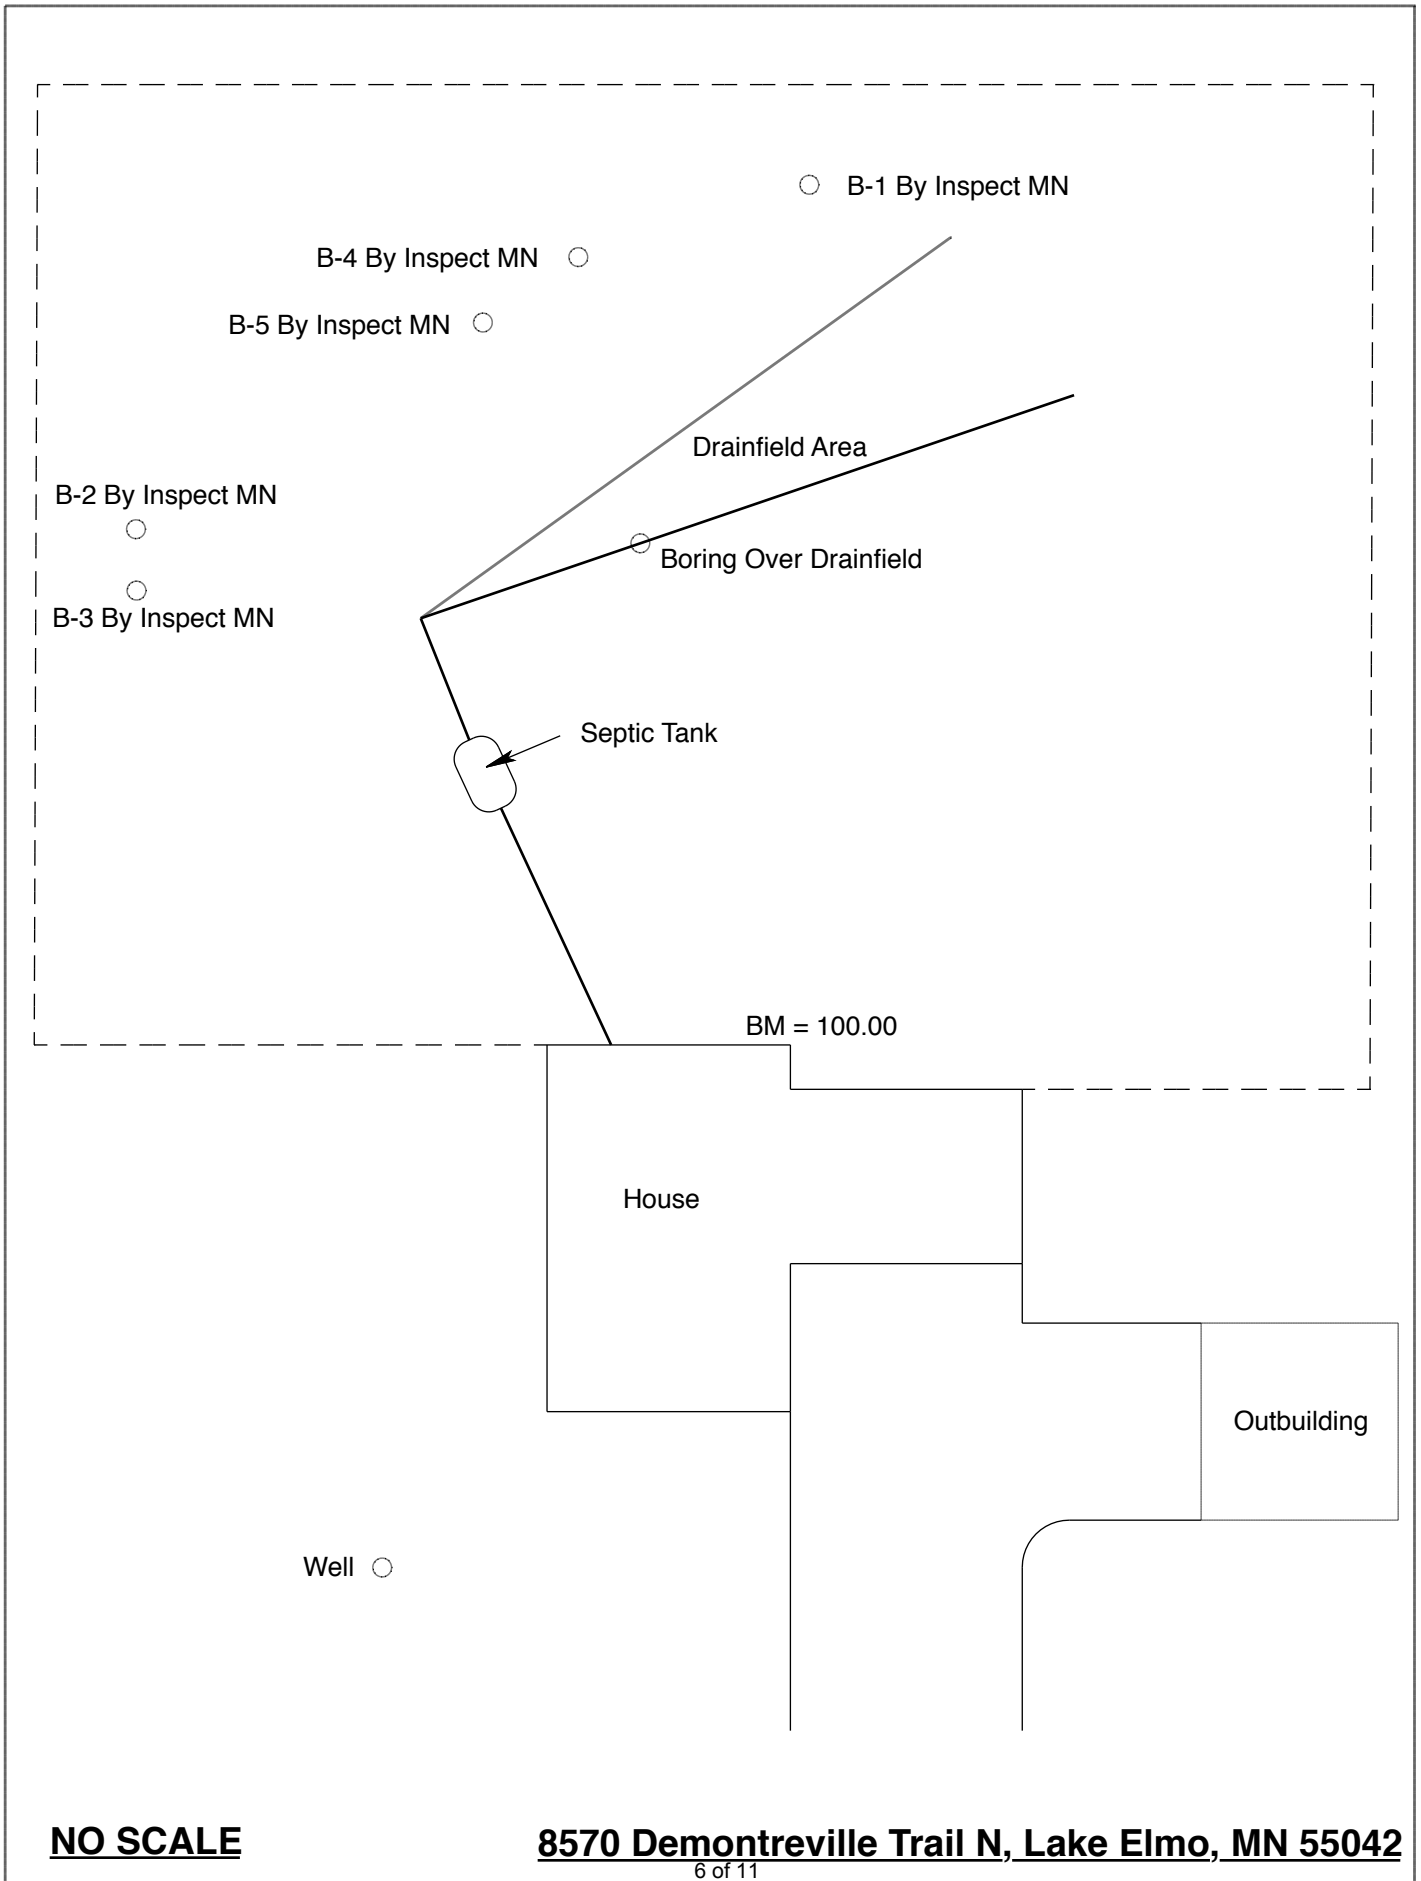 B-1 By Inspect MN
B-4 By Inspect MN
B-5 By Inspect MN
Drainfield Area
B-2 By Inspect MN
Boring Over Drainfield
B-3 By Inspect MN
Septic Tank
BM = 100.00
House
Outbuilding
Well
NO SCALE
8570 Demontreville Trail N, Lake Elmo, MN 55042
6 of 11